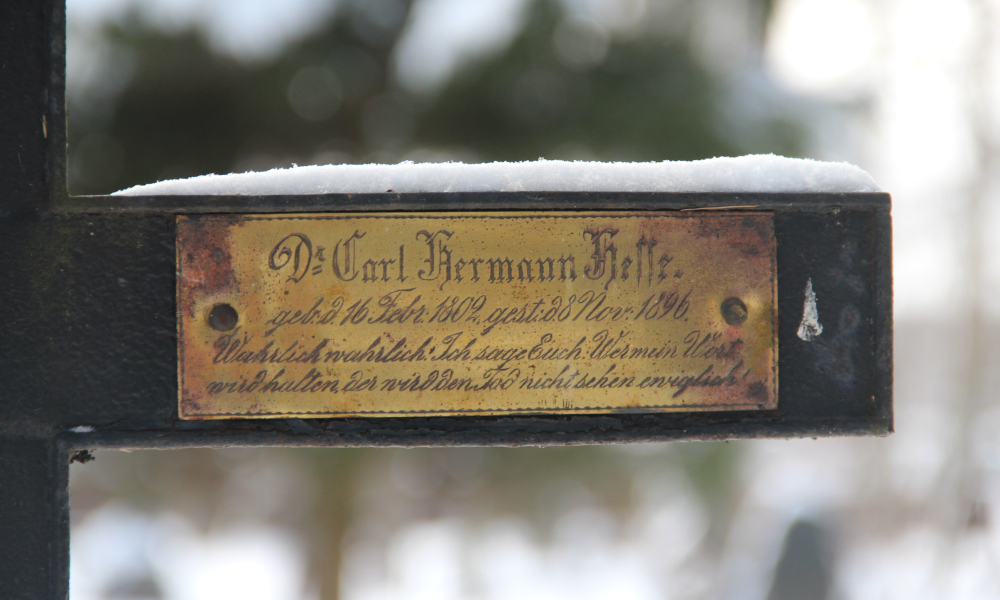 Dr. Carl Hermann Hesse.
geb: d. 16 Febr. 1802, gest: d. 8 Nov. 1896.
Wahrlich wahrlich: Ich sage Euch: Wer mein Wort
wird halten, der wird den Tod nicht sehen ewiglich!